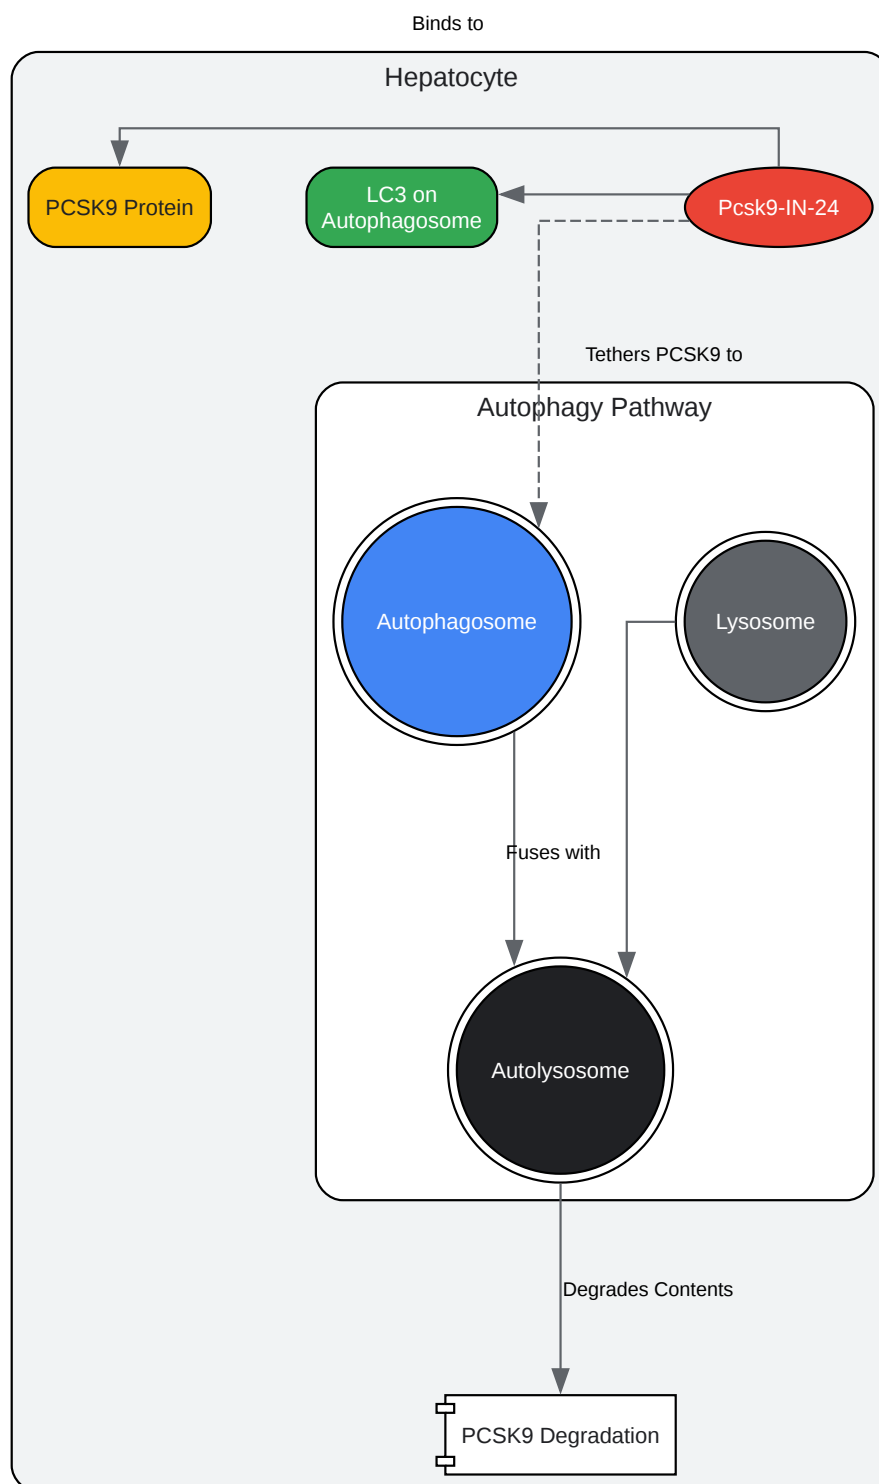 Binds to
Hepatocyte
PCSK9 Protein
LC3 on
Autophagosome
Pcsk9-IN-24
Tethers PCSK9 to
Autophagy Pathway
Autophagosome
Lysosome
Fuses with
Autolysosome
Degrades Contents
PCSK9 Degradation